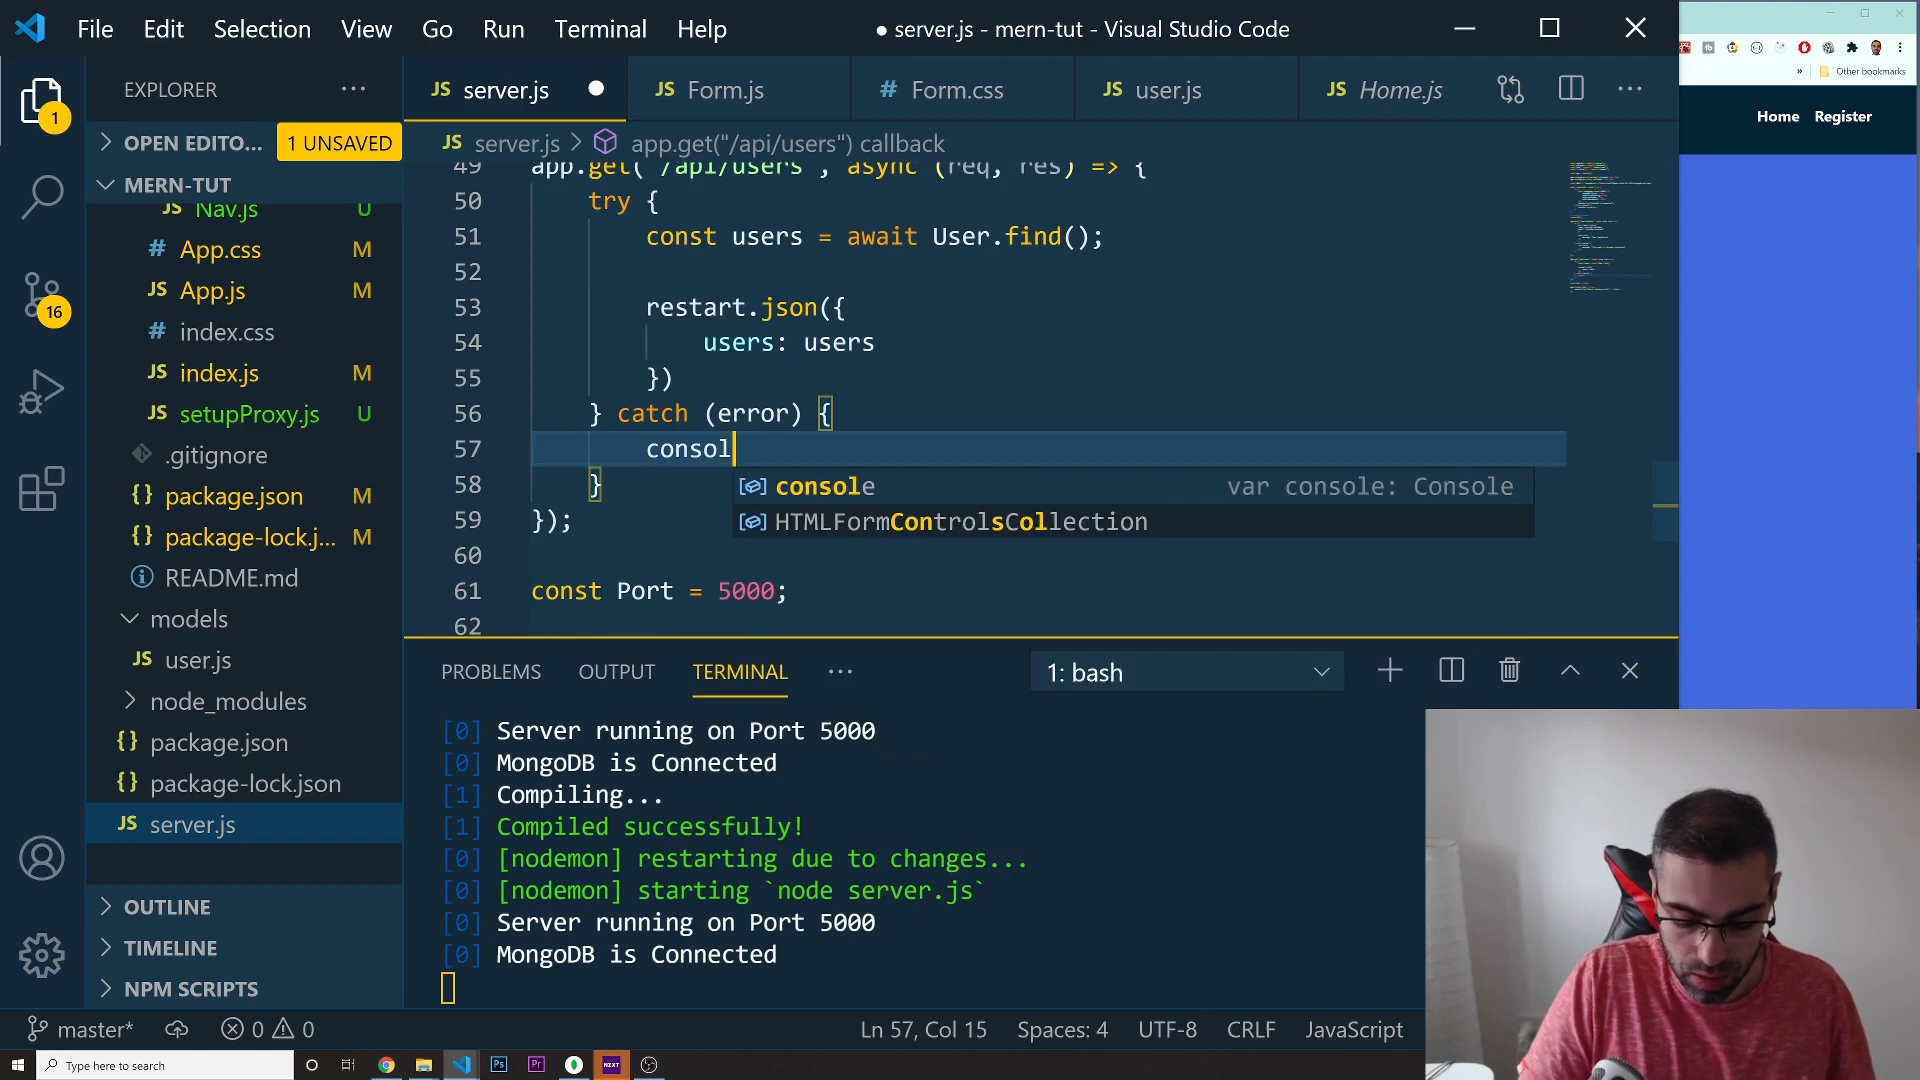 File Edit Selection View Go Run Terminal Help
● server.js - mern-tut - Visual Studio Code
Other bookmarks
Home Register
EXPLORER
OPEN EDITO... 1 UNSAVED
MERN-TUT
Nav.js U
App.css M
App.js M
index.css
index.js M
setupProxy.js U
.gitignore
package.json M
package-lock.j... M
README.md
models
user.js
node_modules
package.json
package-lock.json
server.js
OUTLINE
TIMELINE
NPM SCRIPTS
1
16
JS server.js JS Form.js # Form.css JS user.js JS Home.js
JS server.js > app.get("/api/users") callback
49 app.get("/api/users", async (req, res) => {
50 try {
51 const users = await User.find();
52
53 restart.json({
54 users: users
55 })
56 } catch (error) {
57 consol
58 }
console var console: Console
HTMLFormControlsCollection
59 });
60
61 const Port = 5000;
62
PROBLEMS OUTPUT TERMINAL ... 1: bash
[0] Server running on Port 5000
[0] MongoDB is Connected
[1] Compiling...
[1] Compiled successfully!
[0] [nodemon] restarting due to changes...
[0] [nodemon] starting `node server.js`
[0] Server running on Port 5000
[0] MongoDB is Connected
master* 0 0 Ln 57, Col 15 Spaces: 4 UTF-8 CRLF JavaScript
Type here to search
Ps Pr NZXT